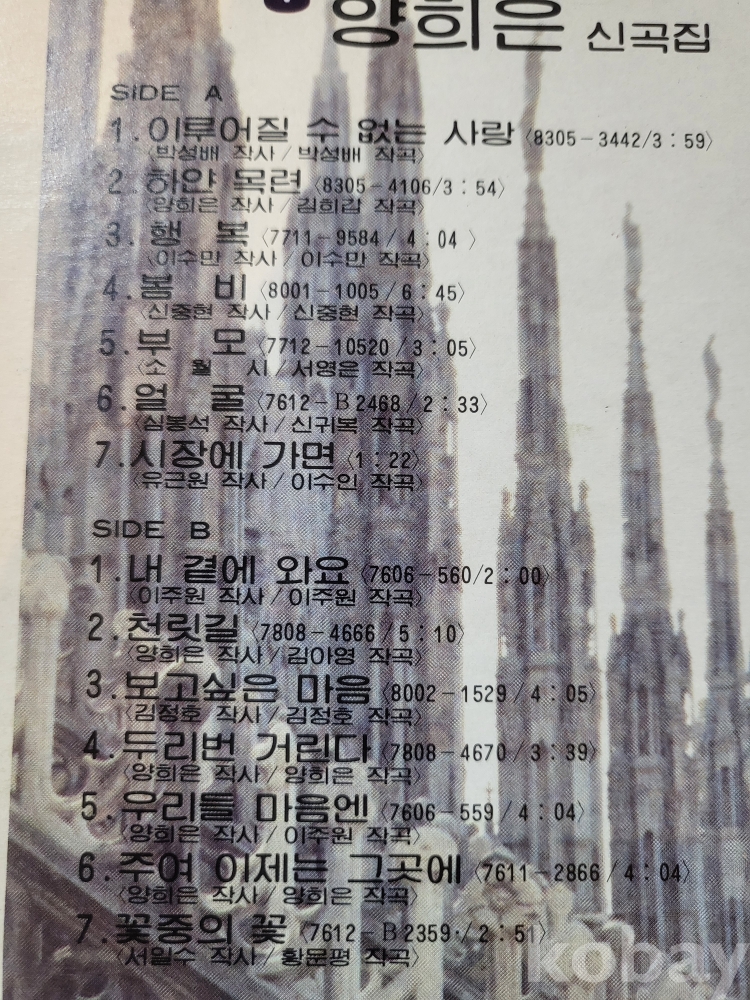 양희은 신곡집
SIDE A
1. 이루어질 수 없는 사랑 〈8305-3442/3:59〉
〈박성배 작사/박성배 작곡〉
2. 하얀 목련 〈8305-4106/3:54〉
〈양희은 작사/김희갑 작곡〉
3. 행 복 〈7711-9584/4:04〉
〈이수만 작사/이수만 작곡〉
4. 봄 비 〈8001-1005/6:45〉
〈신중현 작사/신중현 작곡〉
5. 부 모 〈7712-10520/3:05〉
〈소 월 시/서영은 작곡〉
6. 얼 굴 〈7612-B2468/2:33〉
〈심봉석 작사/신귀복 작곡〉
7. 시장에 가면 〈1:22〉
〈유근원 작사/이수인 작곡〉
SIDE B
1. 내 곁에 와요 〈7606-560/2:00〉
〈이주원 작사/이주원 작곡〉
2. 천릿길 〈7808-4666/5:10〉
〈양희은 작사/김아영 작곡〉
3. 보고싶은 마음 〈8002-1529/4:05〉
〈김정호 작사/김정호 작곡〉
4. 두리번 거린다 〈7808-4670/3:39〉
〈양희은 작사/양희은 작곡〉
5. 우리들 마음엔 〈7606-559/4:04〉
〈양희은 작사/이주원 작곡〉
6. 주여 이제는 그곳에 〈7611-2866/4:04〉
〈양희은 작사/양희은 작곡〉
7. 꽃중의 꽃 〈7612-B2359·/2:51〉
〈서일수 작사/황문평 작곡〉
kobay